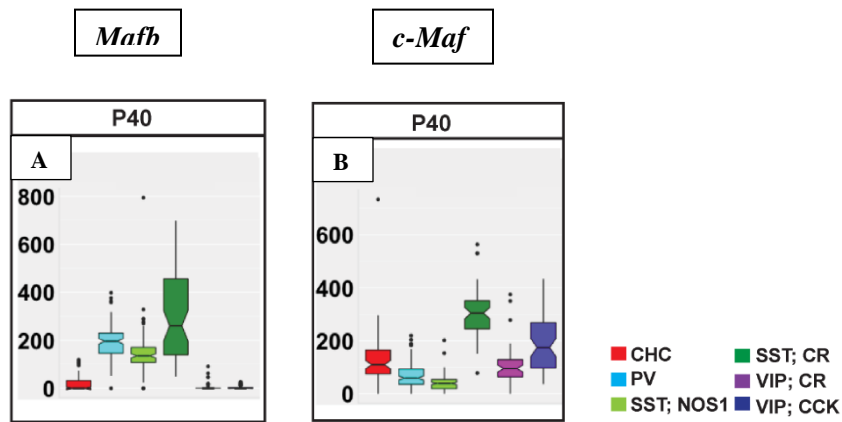 Mafb
c-Maf
P40
P40
A
B
800
600
400
200
0
600
400
200
0
CHC
PV
SST; NOS1
SST; CR
VIP; CR
VIP; CCK